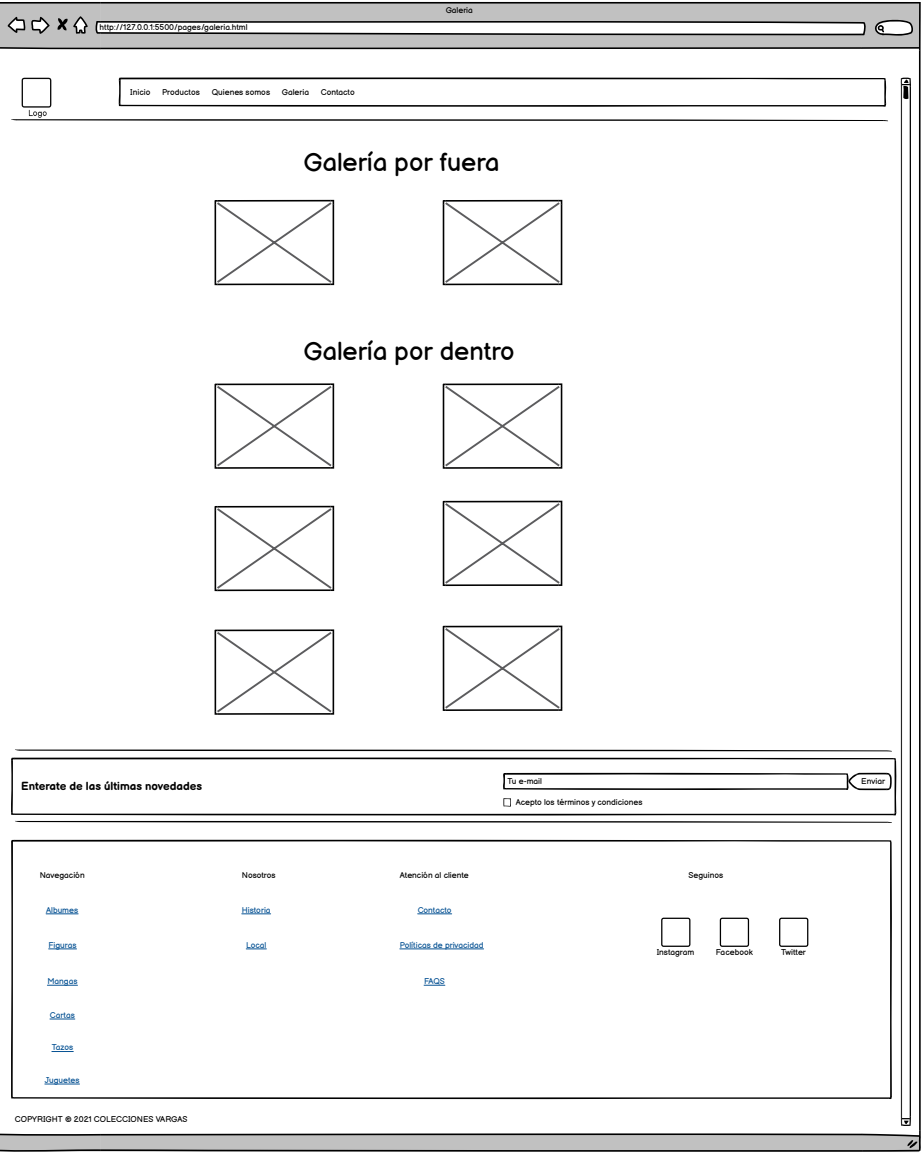 Galeria
http://127.0.0.1:5500/pages/galeria.html
Logo
Inicio Productos Quienes somos Galeria Contacto
Galería por fuera
Galería por dentro
Enterate de las últimas novedades
Tu e-mail
Enviar
Acepto los términos y condiciones
Navegación Nosotros Atención al cliente Seguinos
Albumes Historia Contacto
Figuras Local Políticas de privacidad
Instagram Facebook Twitter
Mangas FAQS
Cartas
Tazos
Juguetes
COPYRIGHT © 2021 COLECCIONES VARGAS